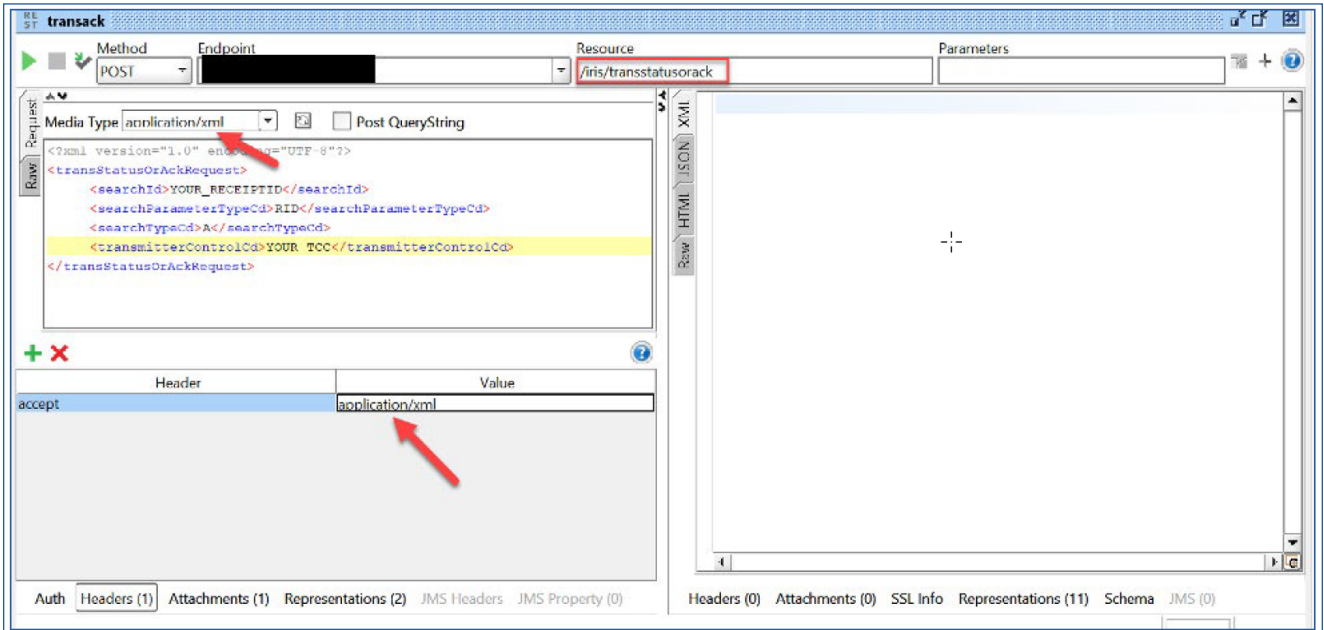 RE
ST transack
Method Endpoint Resource Parameters
POST /iris/transstatusorack
Request
Raw
Media Type application/xml Post QueryString
<?xml version="1.0" encoding="UTF-8"?>
<transStatusOrAckRequest>
<searchId>YOUR_RECEIPTID</searchId>
<searchParameterTypeCd>RID</searchParameterTypeCd>
<searchTypeCd>A</searchTypeCd>
<transmitterControlCd>YOUR TCC</transmitterControlCd>
</transStatusOrAckRequest>
XML
JSON
HTML
Raw
Header Value
accept application/xml
Auth Headers (1) Attachments (1) Representations (2) JMS Headers JMS Property (0)
Headers (0) Attachments (0) SSL Info Representations (11) Schema JMS (0)